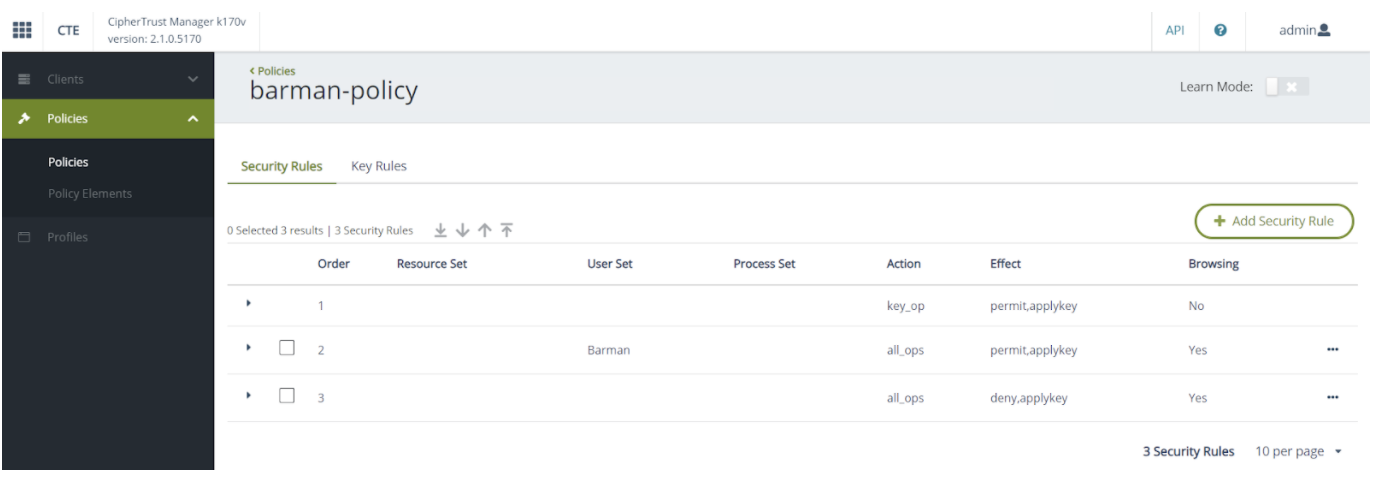 CTE
CipherTrust Manager k170v
version: 2.1.0.5170
API
admin
Clients
Policies
Policies
Policy Elements
Profiles
< Policies
barman-policy
Learn Mode:
Security Rules Key Rules
0 Selected 3 results | 3 Security Rules
+ Add Security Rule
Order Resource Set User Set Process Set Action Effect Browsing
1 key_op permit,applykey No
2 Barman all_ops permit,applykey Yes
3 all_ops deny,applykey Yes
3 Security Rules 10 per page